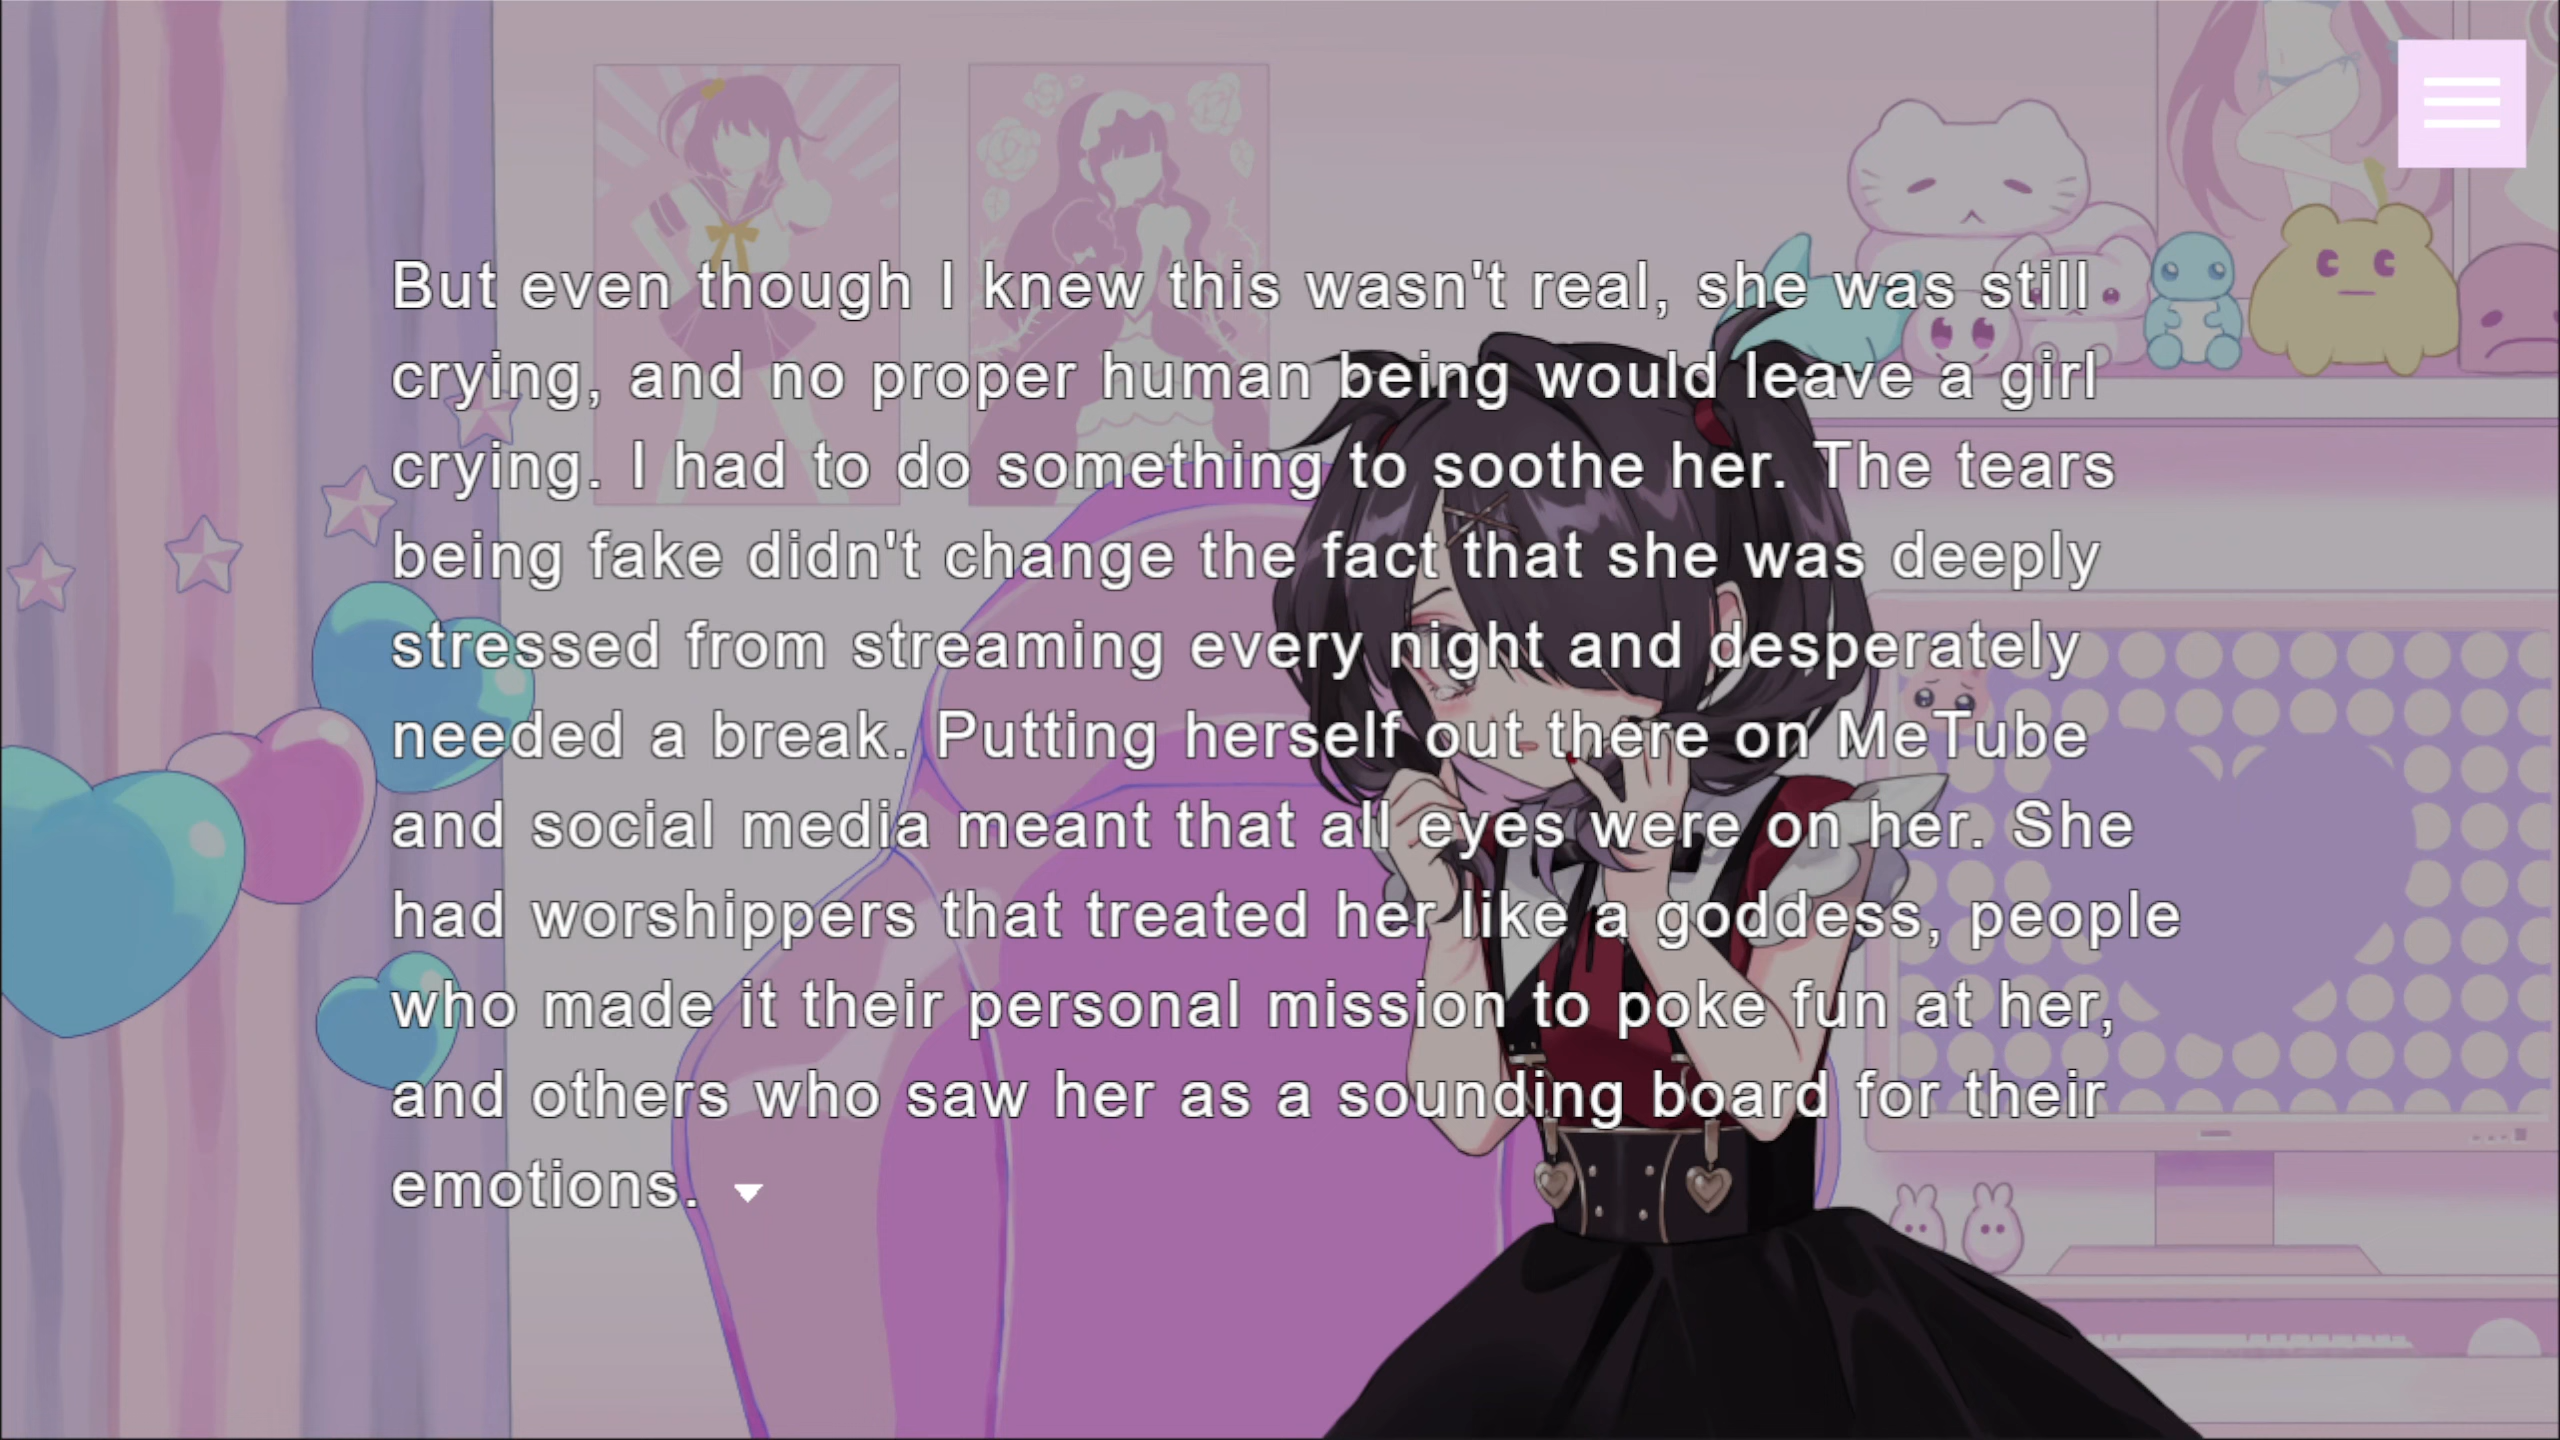 But even though I knew this wasn't real, she was still
crying, and no proper human being would leave a girl
crying. I had to do something to soothe her. The tears
being fake didn't change the fact that she was deeply
stressed from streaming every night and desperately
needed a break. Putting herself out there on MeTube
and social media meant that all eyes were on her. She
had worshippers that treated her like a goddess, people
who made it their personal mission to poke fun at her,
and others who saw her as a sounding board for their
emotions.